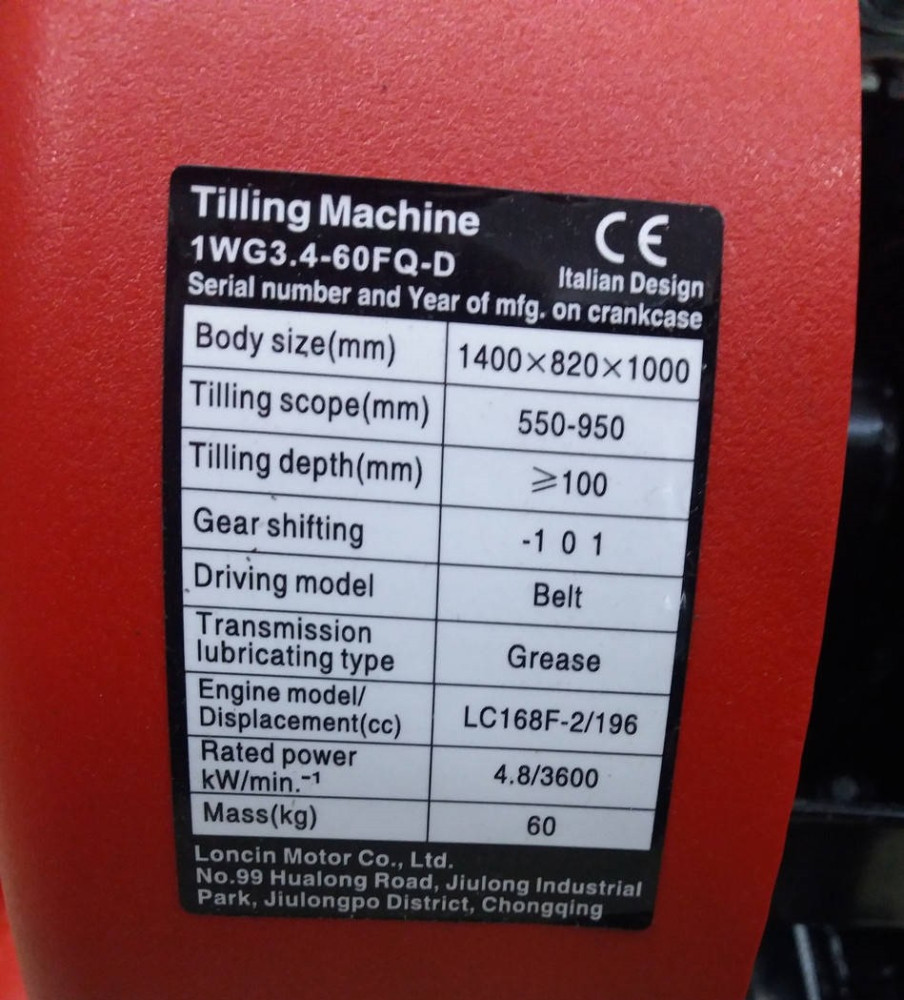 Tilling Machine
1WG3.4-60FQ-D
CE
Italian Design
Serial number and Year of mfg. on crankcase
Body size(mm) 1400×820×1000
Tilling scope(mm) 550-950
Tilling depth(mm) ⩾100
Gear shifting -1 0 1
Driving model Belt
Transmission
lubricating type Grease
Engine model/
Displacement(cc) LC168F-2/196
Rated power
kW/min.⁻¹ 4.8/3600
Mass(kg) 60
Loncin Motor Co., Ltd.
No.99 Hualong Road, Jiulong Industrial
Park, Jiulongpo District, Chongqing